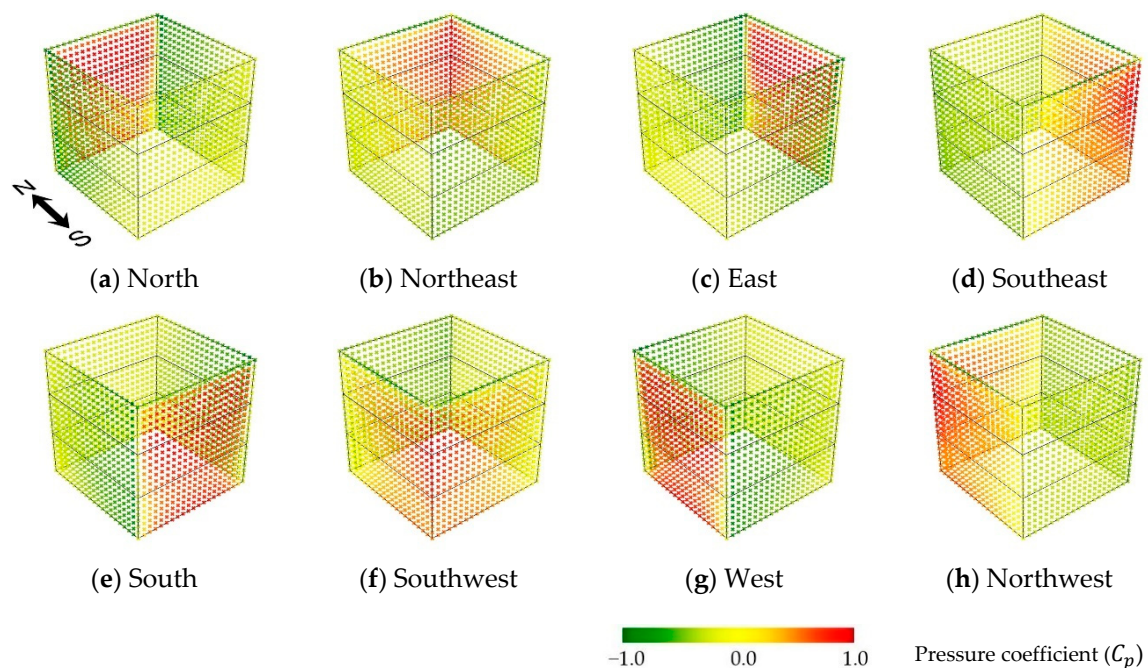 N
S
(a) North
(b) Northeast
(c) East
(d) Southeast
(e) South
(f) Southwest
(g) West
(h) Northwest
−1.0
0.0
1.0
Pressure coefficient (𝐶𝑝)